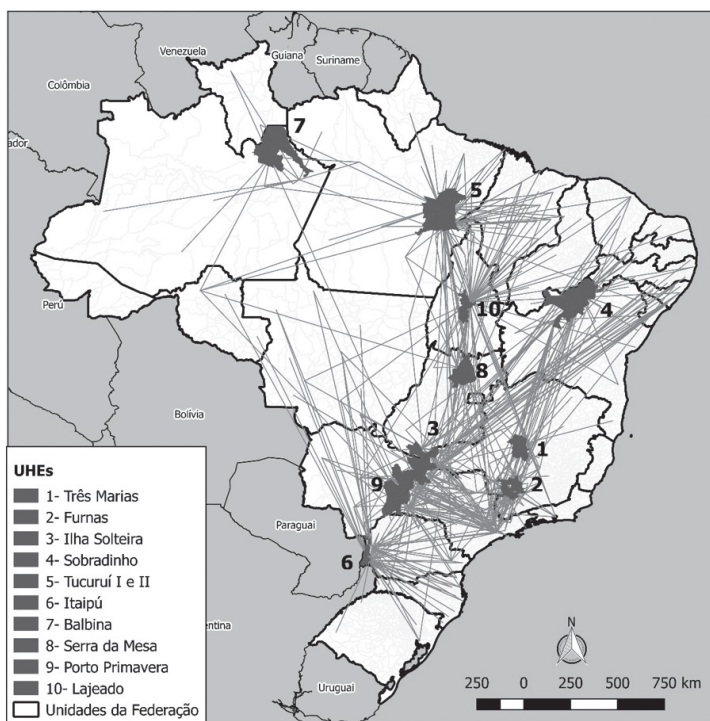 Venezuela
Guiana
Suriname
Colômbia
7
ador
5
Perú
10
4
8
Bolívia
3
1
9
2
Paraguai
6
entina
Uruguai
UHEs
1- Três Marias
2- Furnas
3- Ilha Solteira
4- Sobradinho
5- Tucuruí I e II
6- Itaipú
7- Balbina
8- Serra da Mesa
9- Porto Primavera
10- Lajeado
Unidades da Federação
N
250 0 250 500 750 km